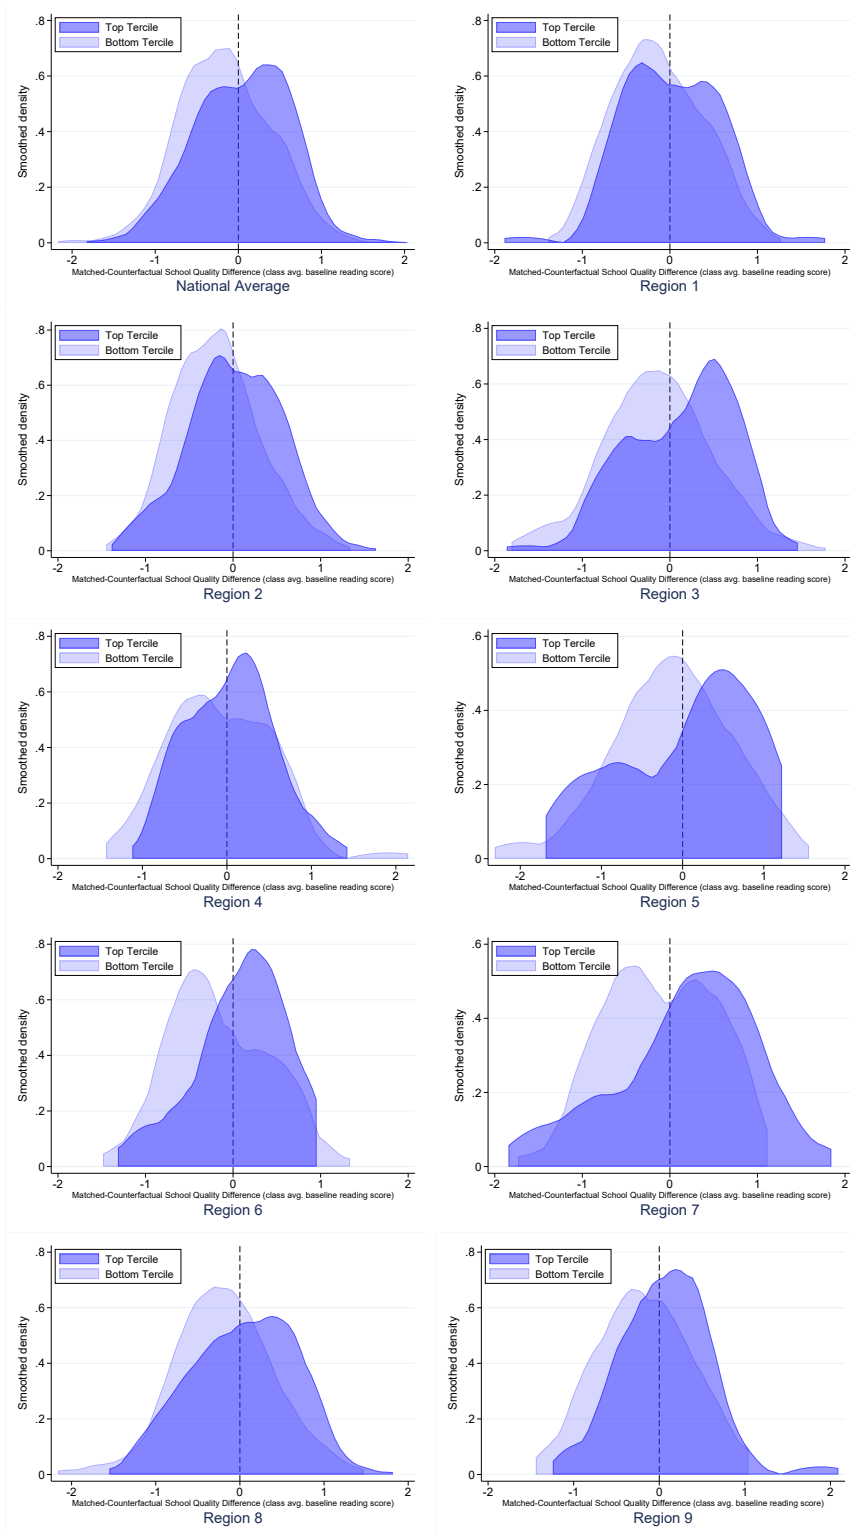 .8
Top Tercile
Bottom Tercile
.6
.4
.2
0
Smoothed density
-2 -1 0 1 2
Matched-Counterfactual School Quality Difference (class avg. baseline reading score)
National Average
.8
Top Tercile
Bottom Tercile
.6
.4
.2
0
Smoothed density
-2 -1 0 1 2
Matched-Counterfactual School Quality Difference (class avg. baseline reading score)
Region 1
.8
Top Tercile
Bottom Tercile
.6
.4
.2
0
Smoothed density
-2 -1 0 1 2
Matched-Counterfactual School Quality Difference (class avg. baseline reading score)
Region 2
.8
Top Tercile
Bottom Tercile
.6
.4
.2
0
Smoothed density
-2 -1 0 1 2
Matched-Counterfactual School Quality Difference (class avg. baseline reading score)
Region 3
.8
Top Tercile
Bottom Tercile
.6
.4
.2
0
Smoothed density
-2 -1 0 1 2
Matched-Counterfactual School Quality Difference (class avg. baseline reading score)
Region 4
.6
Top Tercile
Bottom Tercile
.4
.2
0
Smoothed density
-2 -1 0 1 2
Matched-Counterfactual School Quality Difference (class avg. baseline reading score)
Region 5
.8
Top Tercile
Bottom Tercile
.6
.4
.2
0
Smoothed density
-2 -1 0 1 2
Matched-Counterfactual School Quality Difference (class avg. baseline reading score)
Region 6
.6
Top Tercile
Bottom Tercile
.4
.2
0
Smoothed density
-2 -1 0 1 2
Matched-Counterfactual School Quality Difference (class avg. baseline reading score)
Region 7
.8
Top Tercile
Bottom Tercile
.6
.4
.2
0
Smoothed density
-2 -1 0 1 2
Matched-Counterfactual School Quality Difference (class avg. baseline reading score)
Region 8
.8
Top Tercile
Bottom Tercile
.6
.4
.2
0
Smoothed density
-2 -1 0 1 2
Matched-Counterfactual School Quality Difference (class avg. baseline reading score)
Region 9